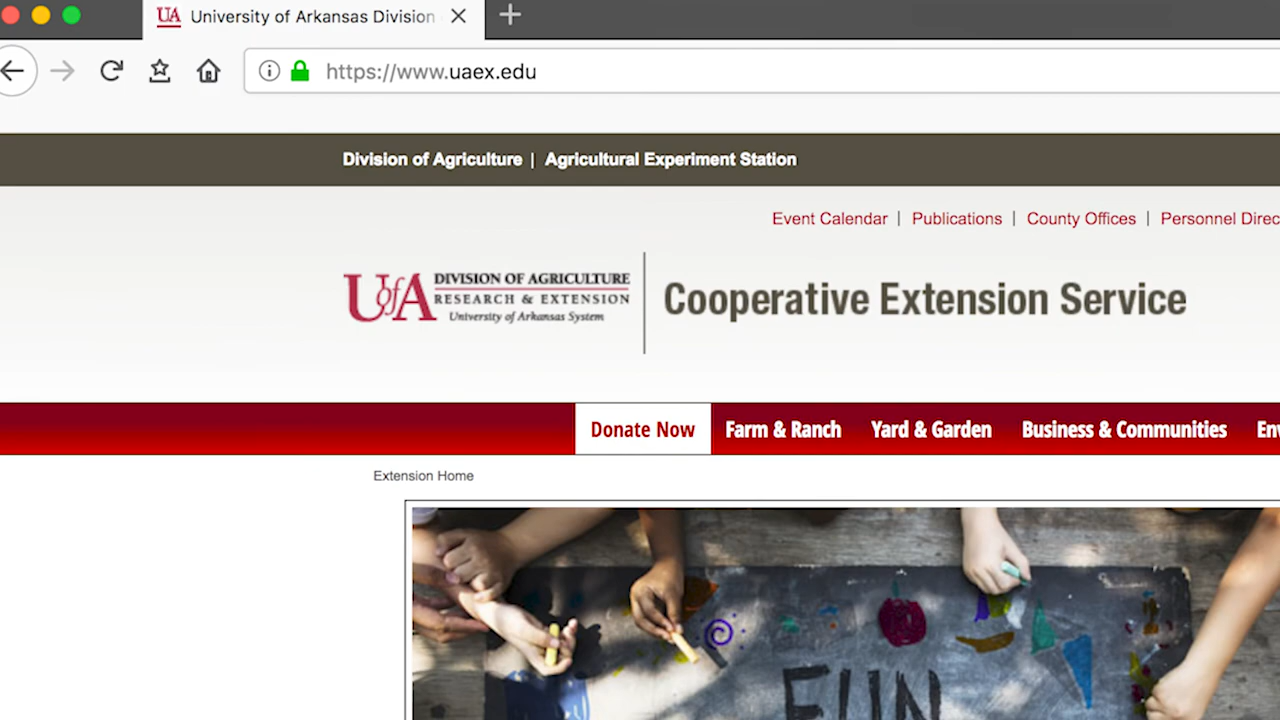 UA University of Arkansas Division
https://www.uaex.edu
Division of Agriculture | Agricultural Experiment Station
Event Calendar | Publications | County Offices | Personnel Direc
UofA DIVISION OF AGRICULTURE
RESEARCH & EXTENSION
University of Arkansas System
Cooperative Extension Service
Donate Now Farm & Ranch Yard & Garden Business & Communities En
Extension Home
FUN